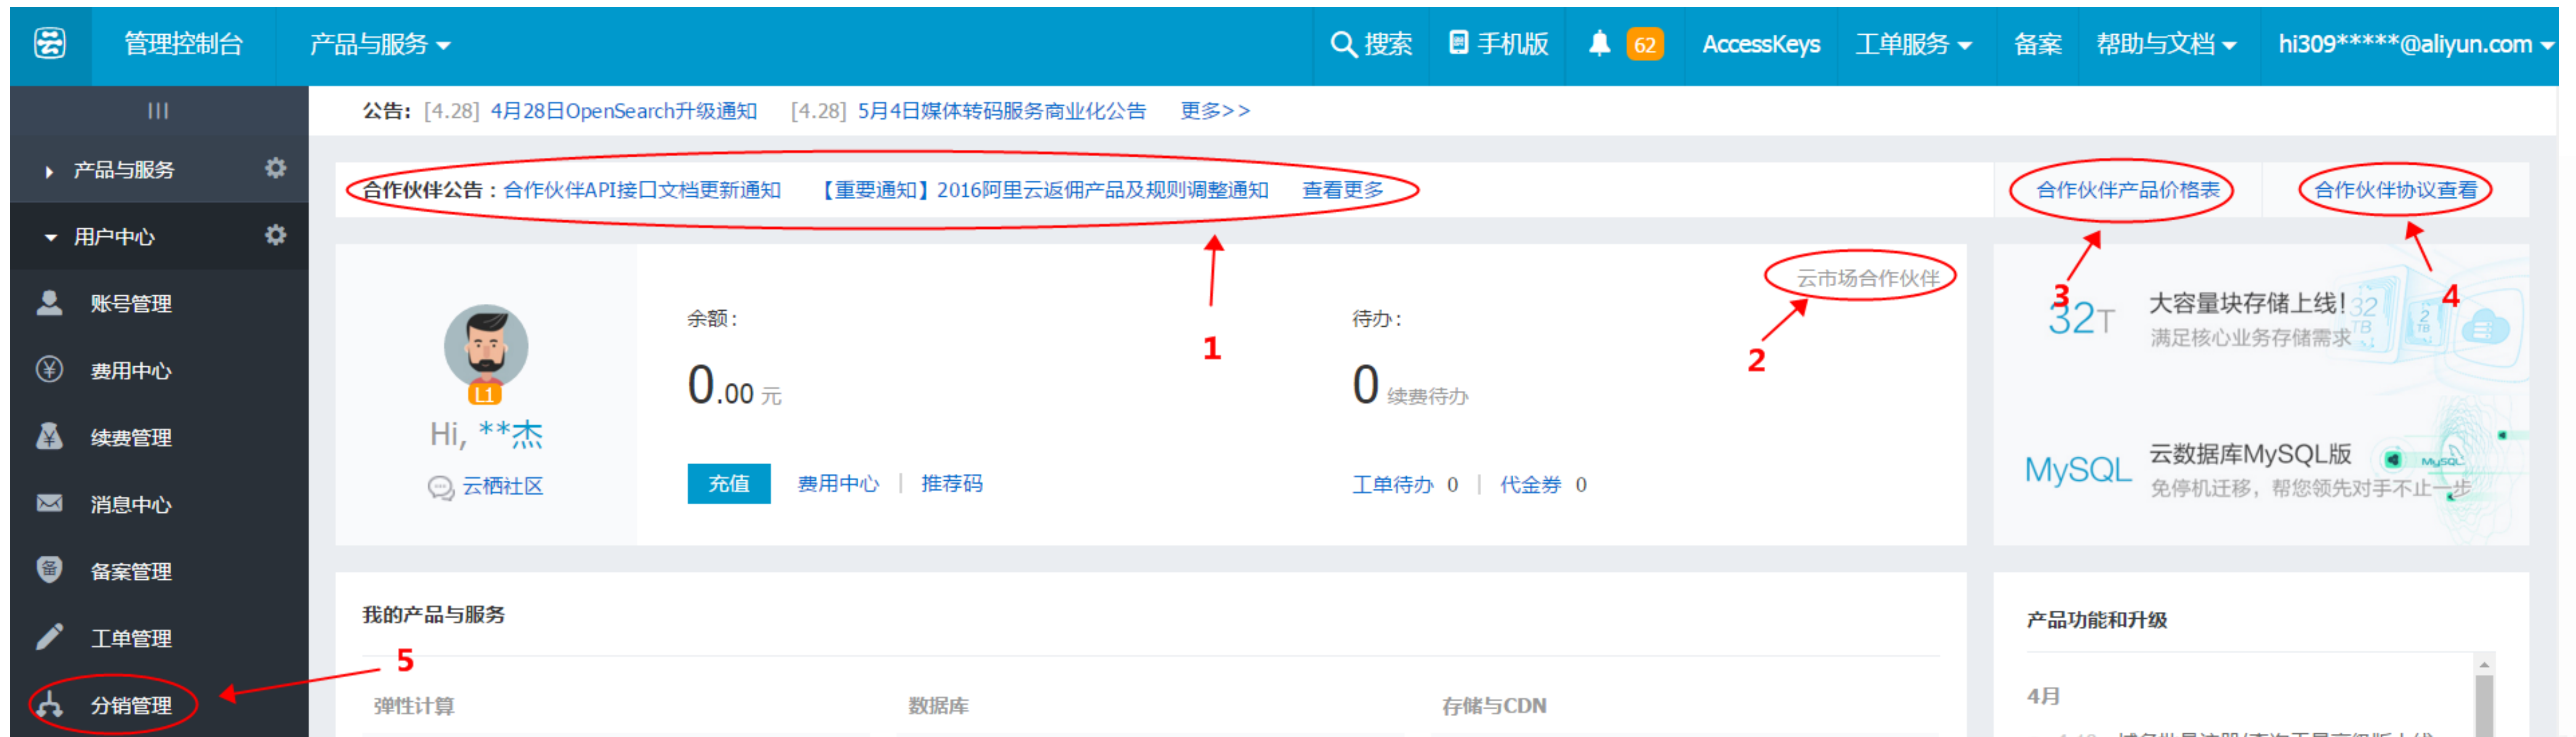 管理控制台 产品与服务 搜索 手机版 62 AccessKeys 工单服务 备案 帮助与文档 hi309*****@aliyun.com
公告: [4.28] 4月28日OpenSearch升级通知 [4.28] 5月4日媒体转码服务商业化公告 更多>>
产品与服务
用户中心
账号管理
费用中心
续费管理
消息中心
备案管理
工单管理
分销管理
5
合作伙伴公告：合作伙伴API接口文档更新通知 【重要通知】2016阿里云返佣产品及规则调整通知 查看更多
合作伙伴产品价格表 合作伙伴协议查看
1
2
3
4
云市场合作伙伴
L1
Hi, **杰
云栖社区
余额：
0.00 元
充值 费用中心 | 推荐码
待办：
0 续费待办
工单待办 0 | 代金券 0
32T 大容量块存储上线!
满足核心业务存储需求
32
TB
2
TB
MySQL 云数据库MySQL版
免停机迁移，帮您领先对手不止一步
MySQL
我的产品与服务
弹性计算 数据库 存储与CDN
产品功能和升级
4月